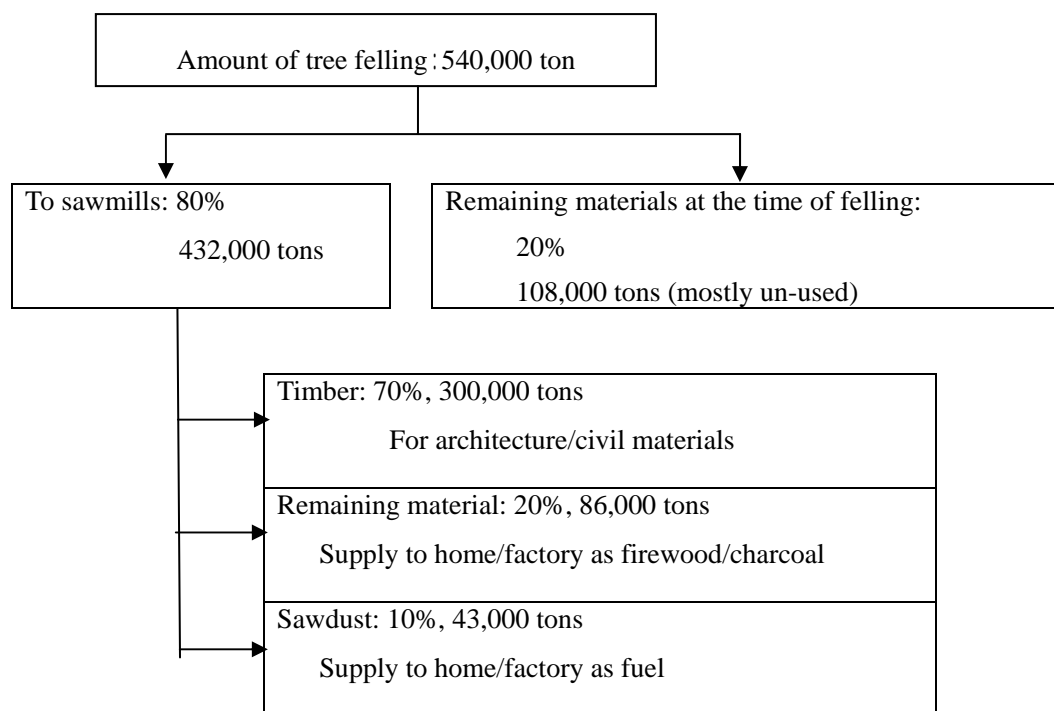 Amount of tree felling：540,000 ton
To sawmills: 80%
432,000 tons
Remaining materials at the time of felling:
20%
108,000 tons (mostly un-used)
Timber: 70%, 300,000 tons
For architecture/civil materials
Remaining material: 20%, 86,000 tons
Supply to home/factory as firewood/charcoal
Sawdust: 10%, 43,000 tons
Supply to home/factory as fuel